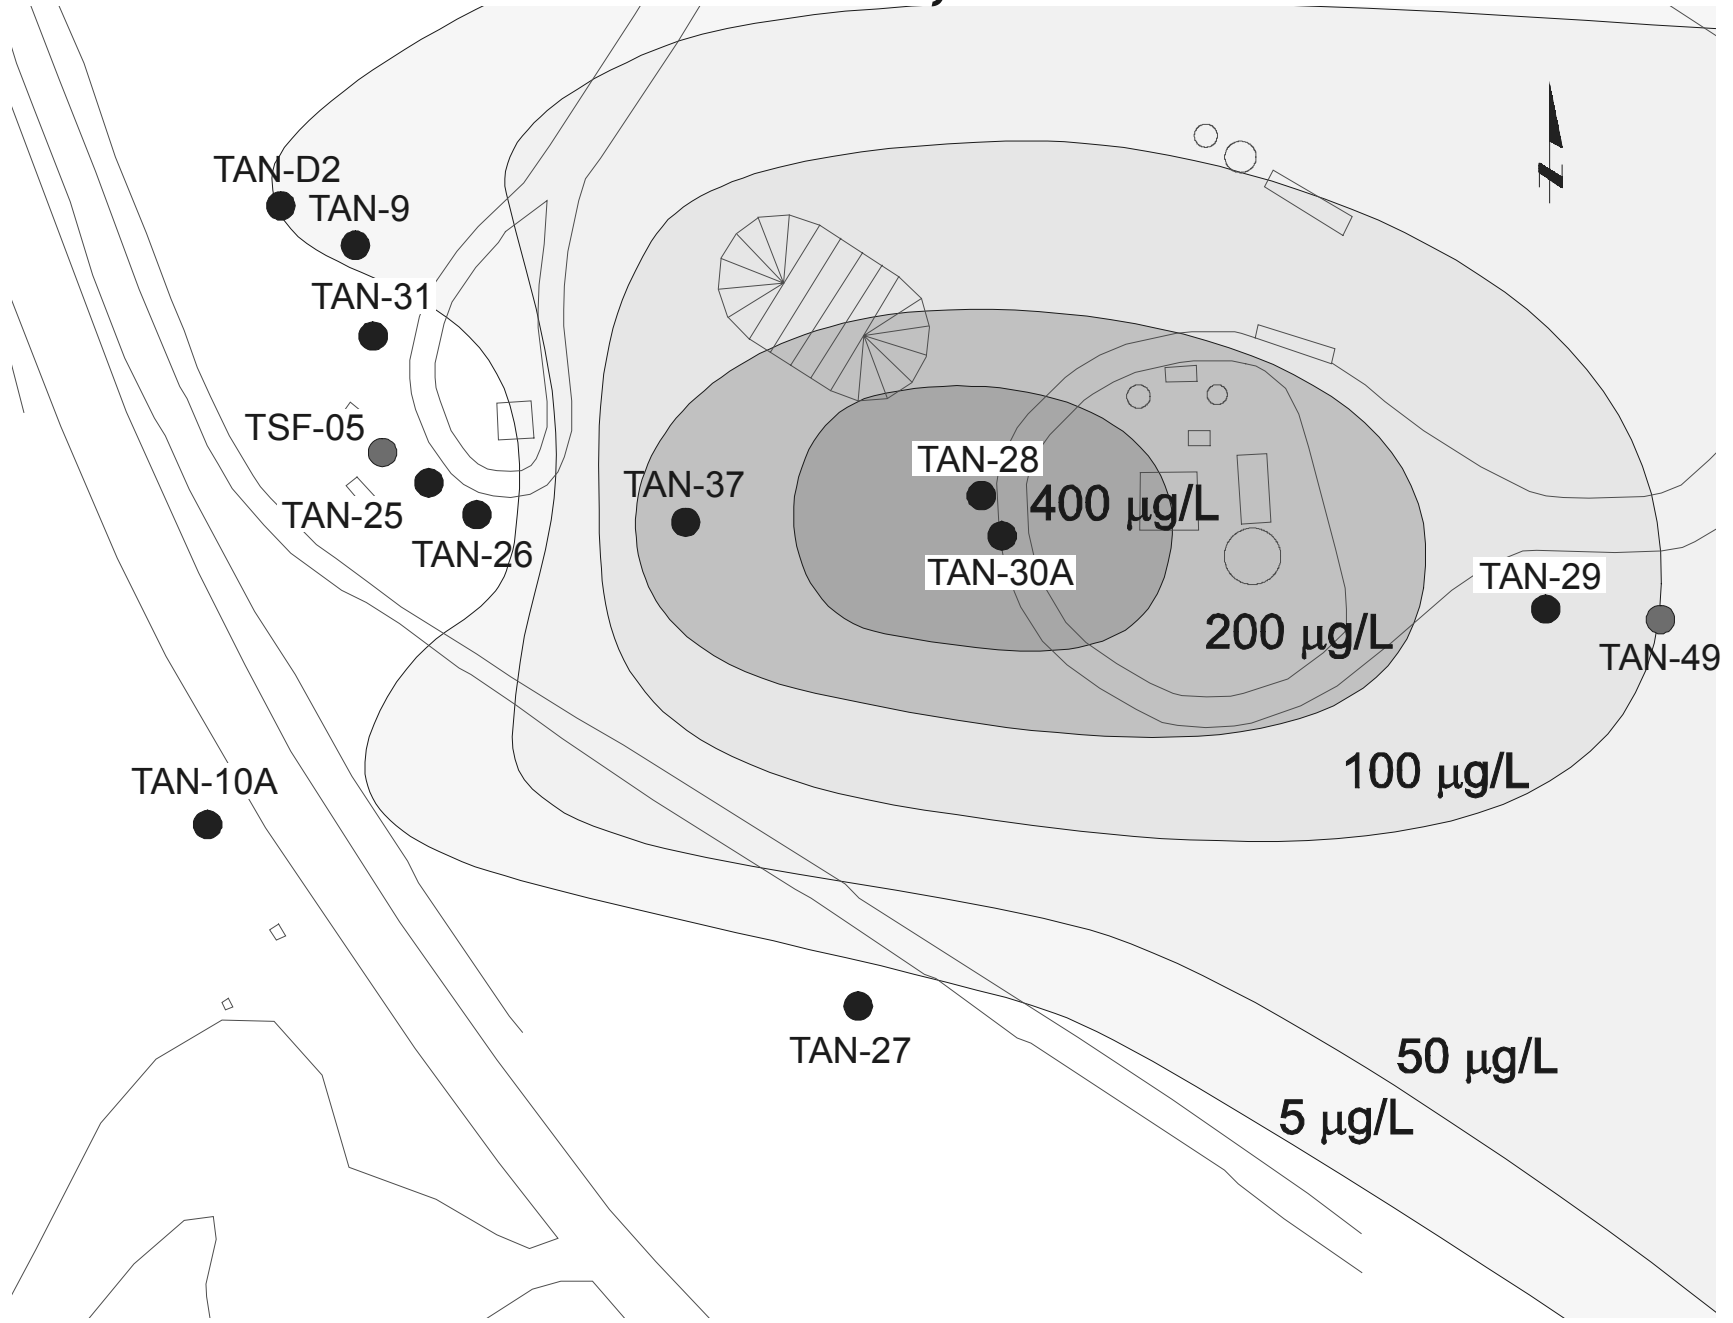 TAN-D2
TAN-9
TAN-31
TSF-05
TAN-25
TAN-26
TAN-37
TAN-28
400 μg/L
TAN-30A
TAN-29
TAN-49
200 μg/L
100 μg/L
TAN-10A
TAN-27
50 μg/L
5 μg/L